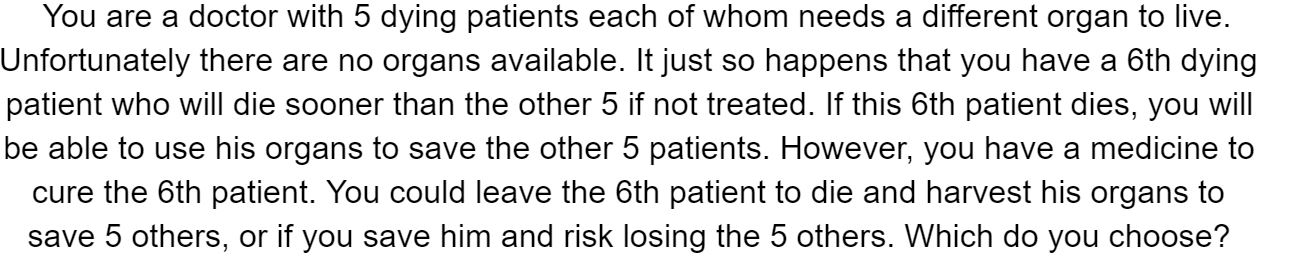 You are a doctor with 5 dying patients each of whom needs a different organ to live.
Unfortunately there are no organs available. It just so happens that you have a 6th dying
patient who will die sooner than the other 5 if not treated. If this 6th patient dies, you will
be able to use his organs to save the other 5 patients. However, you have a medicine to
cure the 6th patient. You could leave the 6th patient to die and harvest his organs to
save 5 others, or if you save him and risk losing the 5 others. Which do you choose?